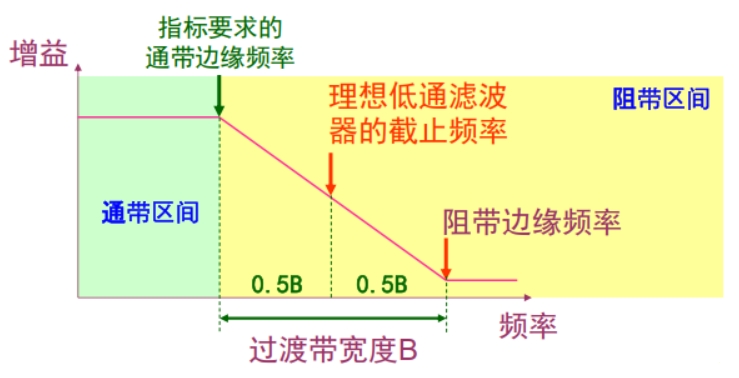 指标要求的
通带边缘频率
增益
理想低通滤波
器的截止频率
阻带区间
通带区间
阻带边缘频率
0.5B
0.5B
频率
过渡带宽度B